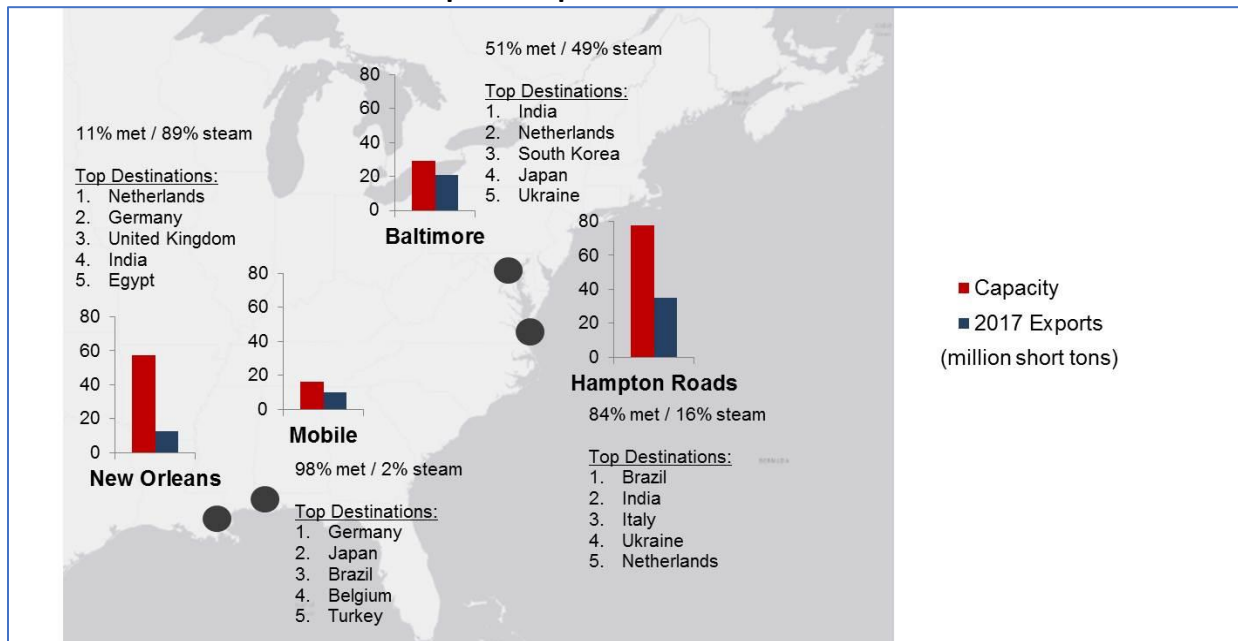 51% met / 49% steam
Top Destinations:
1. India
2. Netherlands
3. South Korea
4. Japan
5. Ukraine
80
60
40
20
0
Baltimore
11% met / 89% steam
Top Destinations:
1. Netherlands
2. Germany
3. United Kingdom
4. India
5. Egypt
60
40
20
0
New Orleans
80
60
40
20
0
Mobile
98% met / 2% steam
Top Destinations:
1. Germany
2. Japan
3. Brazil
4. Belgium
5. Turkey
80
60
40
20
0
Hampton Roads
84% met / 16% steam
Top Destinations:
1. Brazil
2. India
3. Italy
4. Ukraine
5. Netherlands
Capacity
2017 Exports
(million short tons)